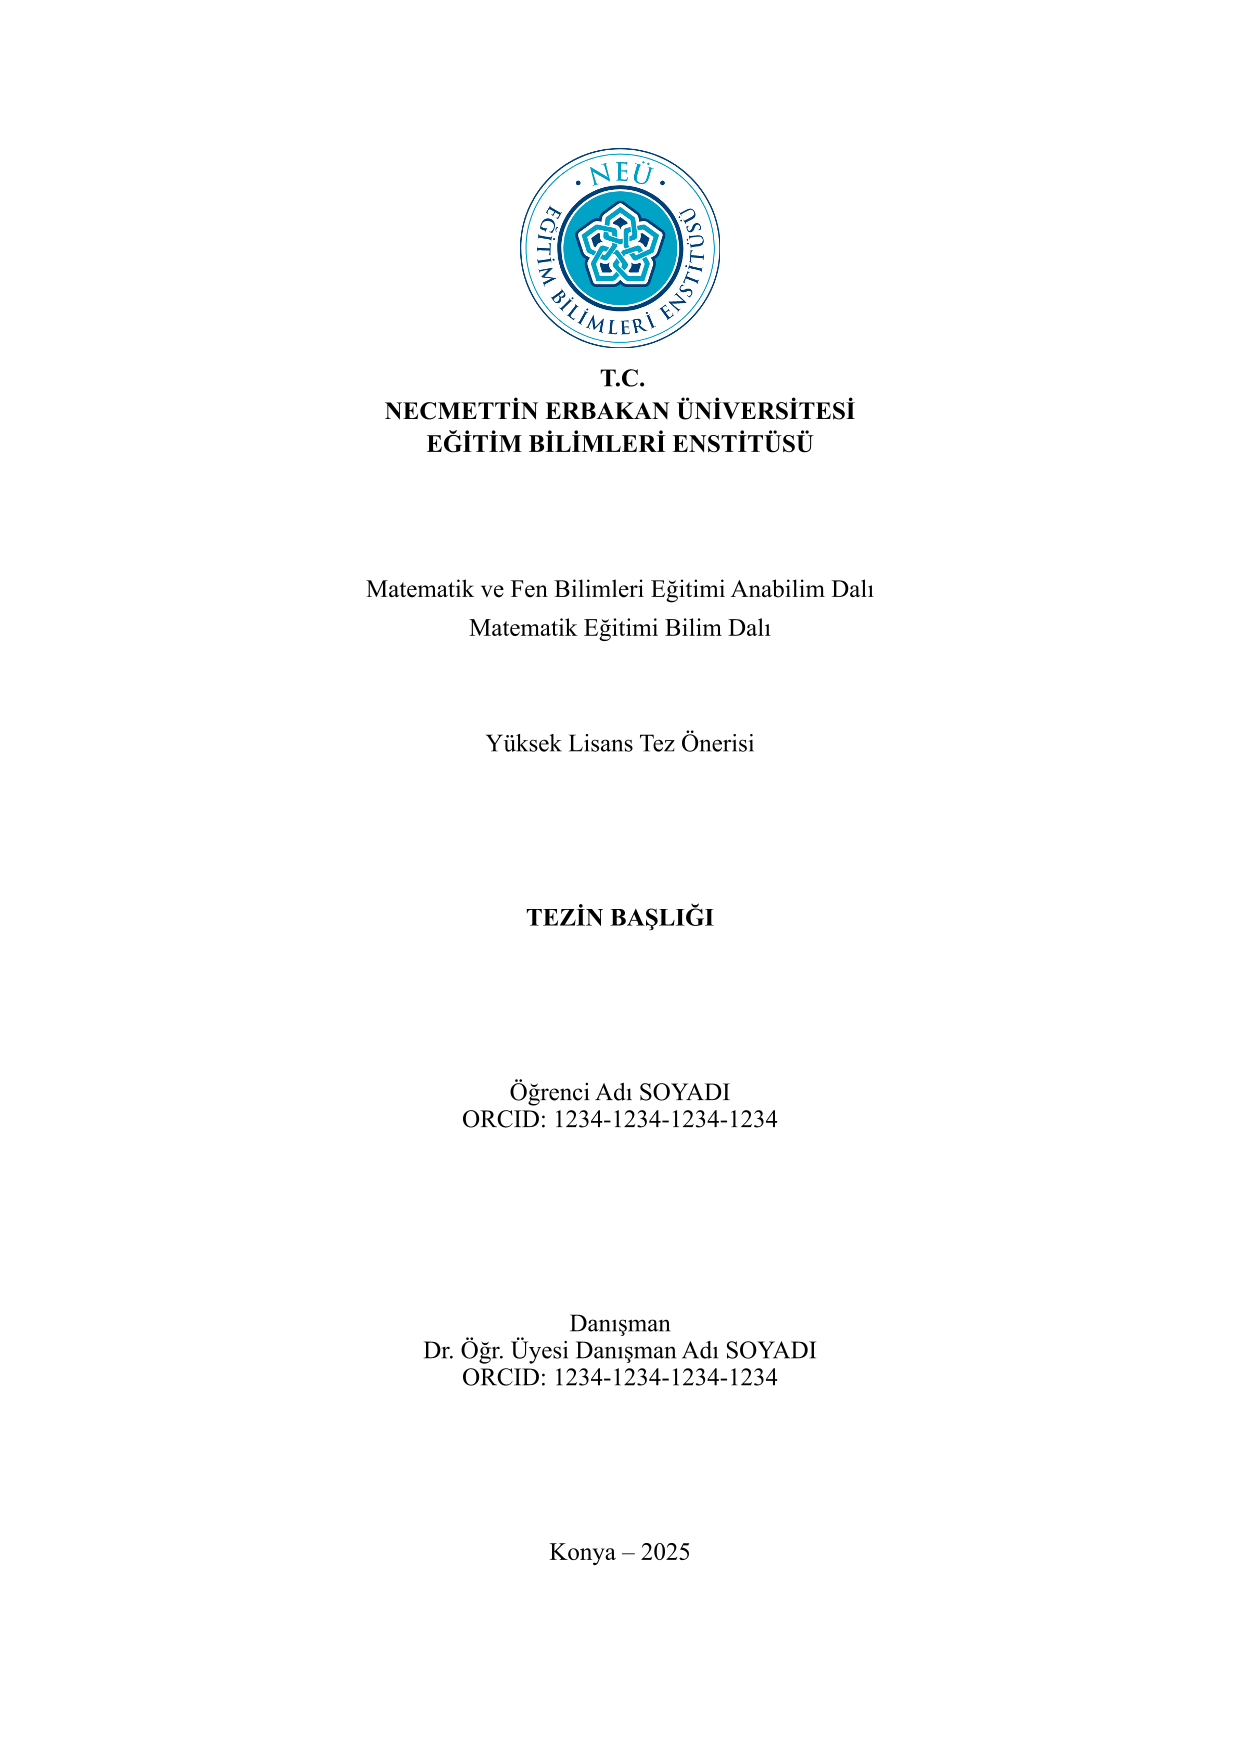 · NEÜ ·
EĞİTİM BİLİMLERİ ENSTİTÜSÜ
T.C.
NECMETTİN ERBAKAN ÜNİVERSİTESİ
EĞİTİM BİLİMLERİ ENSTİTÜSÜ
Matematik ve Fen Bilimleri Eğitimi Anabilim Dalı
Matematik Eğitimi Bilim Dalı
Yüksek Lisans Tez Önerisi
TEZİN BAŞLIĞI
Öğrenci Adı SOYADI
ORCID: 1234-1234-1234-1234
Danışman
Dr. Öğr. Üyesi Danışman Adı SOYADI
ORCID: 1234-1234-1234-1234
Konya – 2025